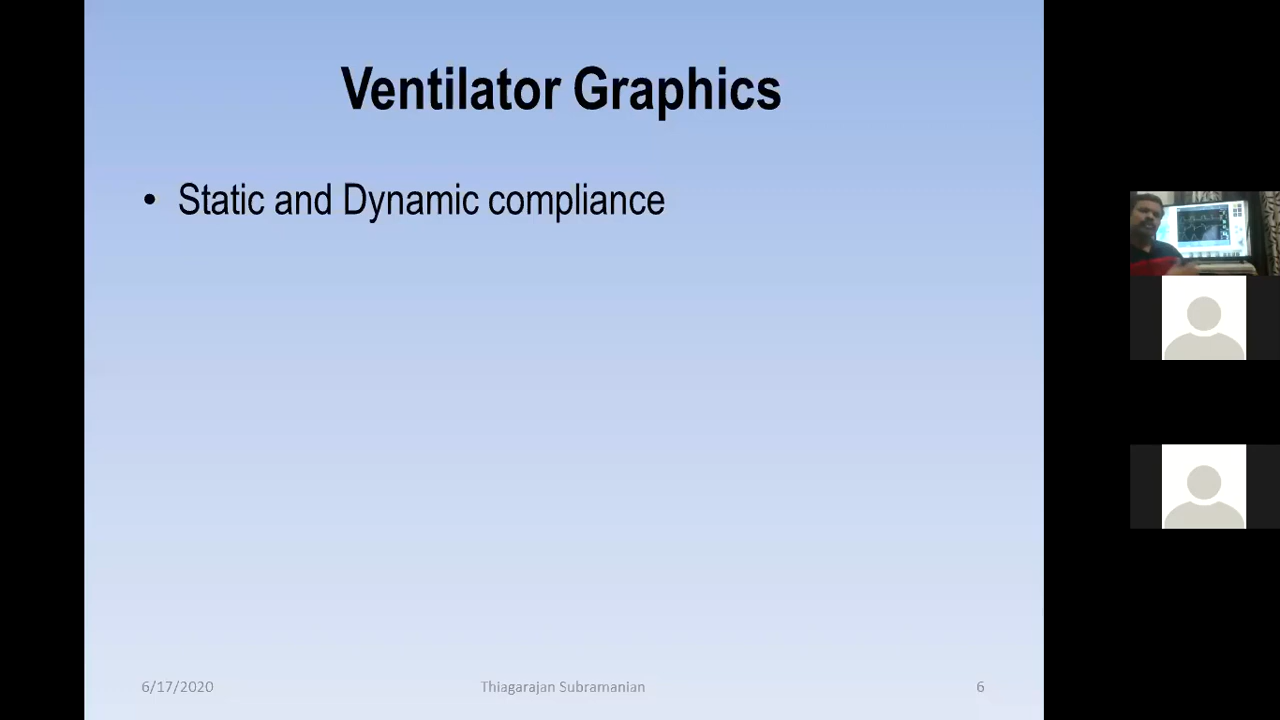 Ventilator Graphics
• Static and Dynamic compliance
6/17/2020
Thiagarajan Subramanian
6